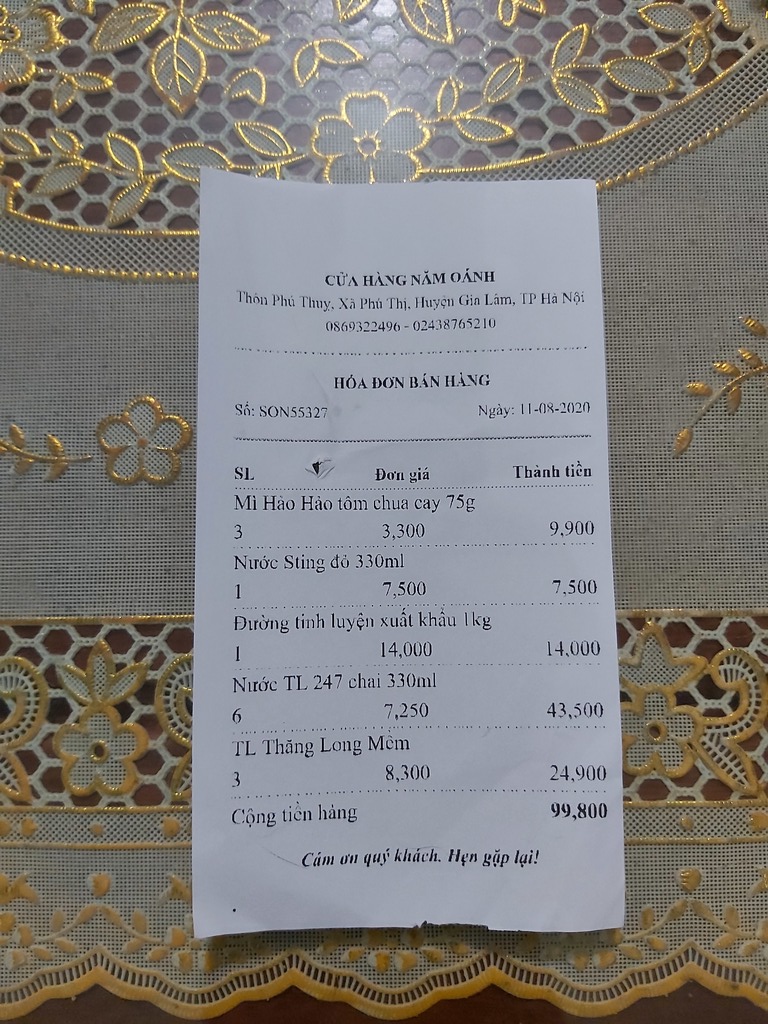 CỬA HÀNG NĂM OÁNH
Thôn Phú Thuỵ, Xã Phú Thị, Huyện Gia Lâm, TP Hà Nội
0869322496 - 02438765210
HÓA ĐƠN BÁN HÀNG
Số: SON55327 Ngày: 11-08-2020
SL Đơn giá Thành tiền
Mì Hảo Hảo tôm chua cay 75g
3 3,300 9,900
Nước Sting đỏ 330ml
1 7,500 7,500
Đường tinh luyện xuất khẩu 1kg
1 14,000 14,000
Nước TL 247 chai 330ml
6 7,250 43,500
TL Thăng Long Mềm
3 8,300 24,900
Cộng tiền hàng 99,800
Cám ơn quý khách. Hẹn gặp lại!